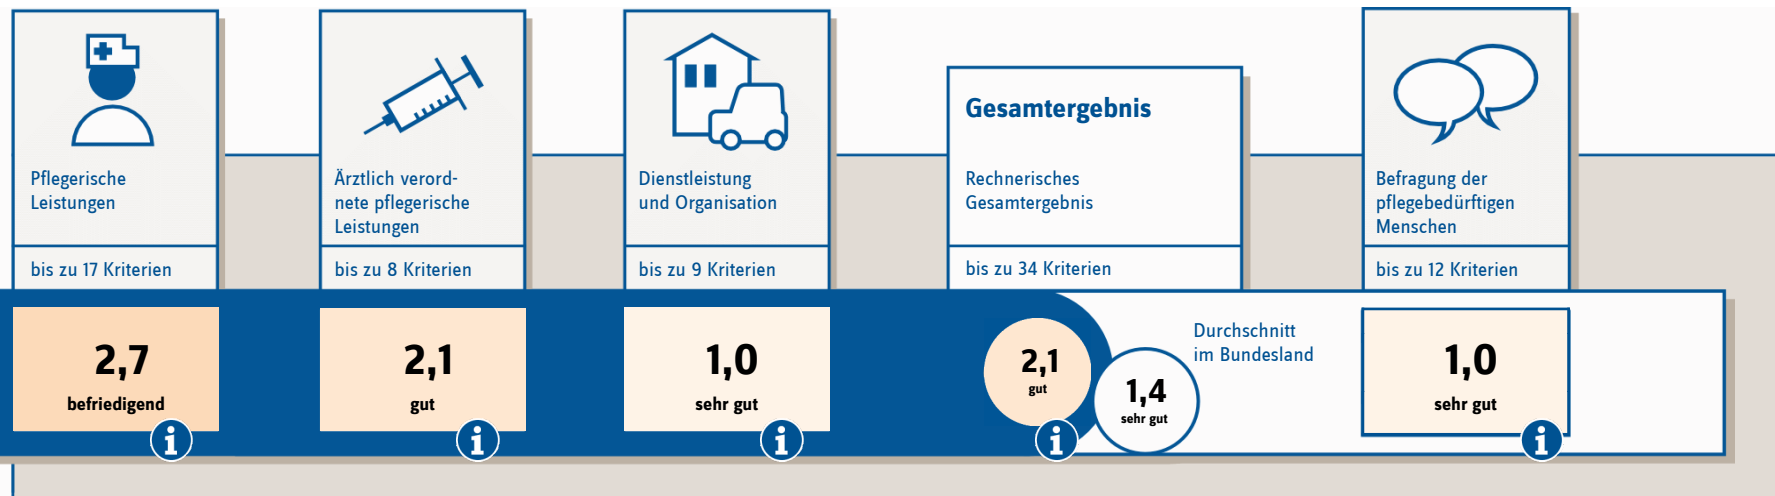 Pflegerische
Leistungen
bis zu 17 Kriterien
2,7
befriedigend
i
Ärztlich verord-
nete pflegerische
Leistungen
bis zu 8 Kriterien
2,1
gut
i
Dienstleistung
und Organisation
bis zu 9 Kriterien
1,0
sehr gut
i
Gesamtergebnis
Rechnerisches
Gesamtergebnis
bis zu 34 Kriterien
2,1
gut
i
1,4
sehr gut
Durchschnitt
im Bundesland
Befragung der
pflegebedürftigen
Menschen
bis zu 12 Kriterien
1,0
sehr gut
i